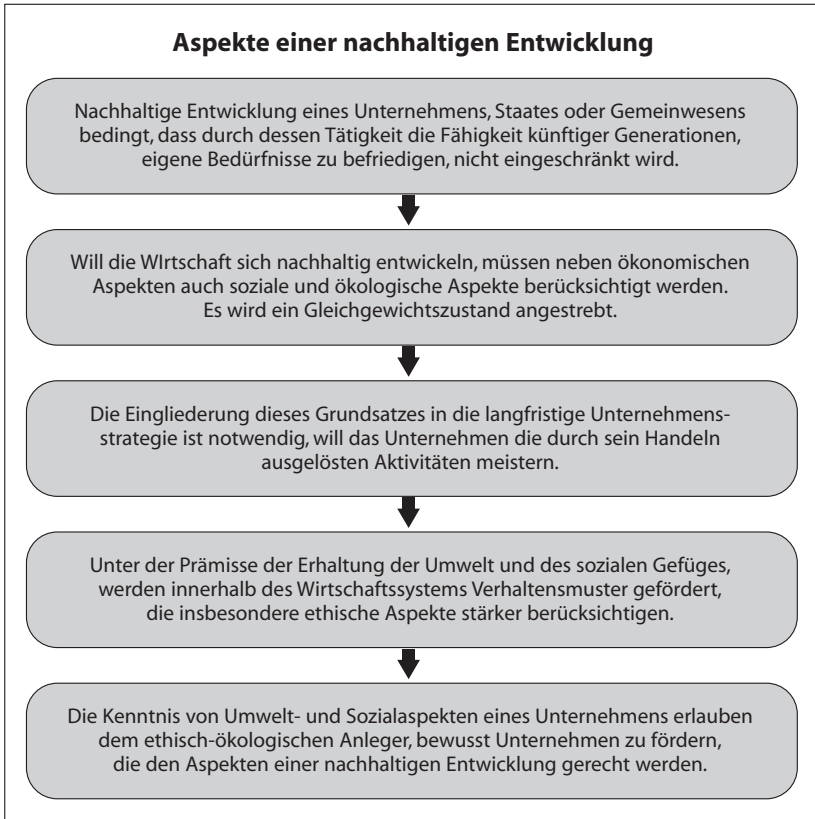 Aspekte einer nachhaltigen Entwicklung
Nachhaltige Entwicklung eines Unternehmens, Staates oder Gemeinwesens
bedingt, dass durch dessen Tätigkeit die Fähigkeit künftiger Generationen,
eigene Bedürfnisse zu befriedigen, nicht eingeschränkt wird.
Will die WIrtschaft sich nachhaltig entwickeln, müssen neben ökonomischen
Aspekten auch soziale und ökologische Aspekte berücksichtigt werden.
Es wird ein Gleichgewichtszustand angestrebt.
Die Eingliederung dieses Grundsatzes in die langfristige Unternehmens-
strategie ist notwendig, will das Unternehmen die durch sein Handeln
ausgelösten Aktivitäten meistern.
Unter der Prämisse der Erhaltung der Umwelt und des sozialen Gefüges,
werden innerhalb des Wirtschaftssystems Verhaltensmuster gefördert,
die insbesondere ethische Aspekte stärker berücksichtigen.
Die Kenntnis von Umwelt- und Sozialaspekten eines Unternehmens erlauben
dem ethisch-ökologischen Anleger, bewusst Unternehmen zu fördern,
die den Aspekten einer nachhaltigen Entwicklung gerecht werden.